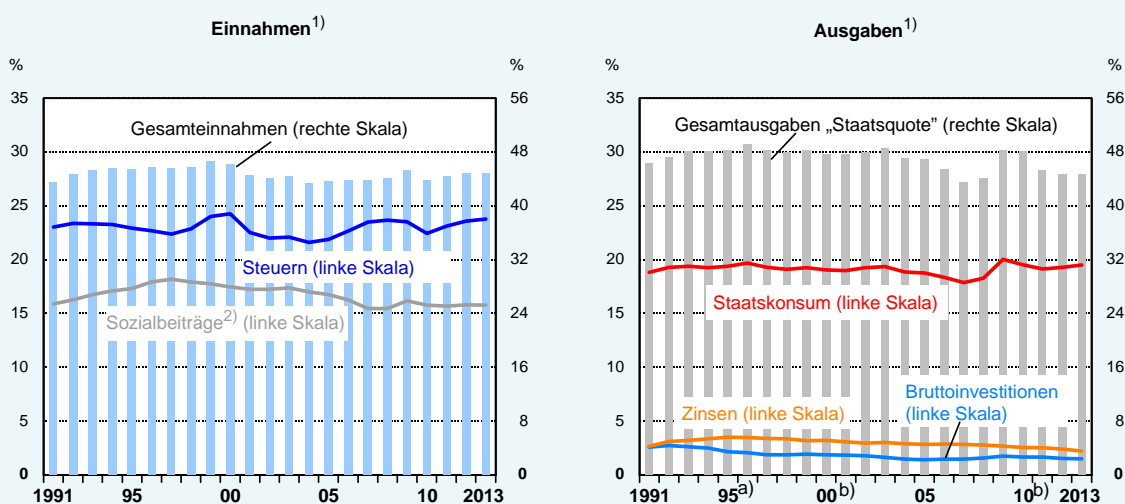 Einnahmen1)
% %
35 56
30 48
25 40
20 32
15 24
10 16
5 8
0 0
Gesamteinnahmen (rechte Skala)
Steuern (linke Skala)
Sozialbeiträge2) (linke Skala)
1991 95 00 05 10 2013
Ausgaben1)
% %
35 56
30 48
25 40
20 32
15 24
10 16
5 8
0 0
Gesamtausgaben „Staatsquote” (rechte Skala)
Staatskonsum (linke Skala)
Bruttoinvestitionen
(linke Skala)
Zinsen (linke Skala)
1991 95a) 00b) 05 10b) 2013